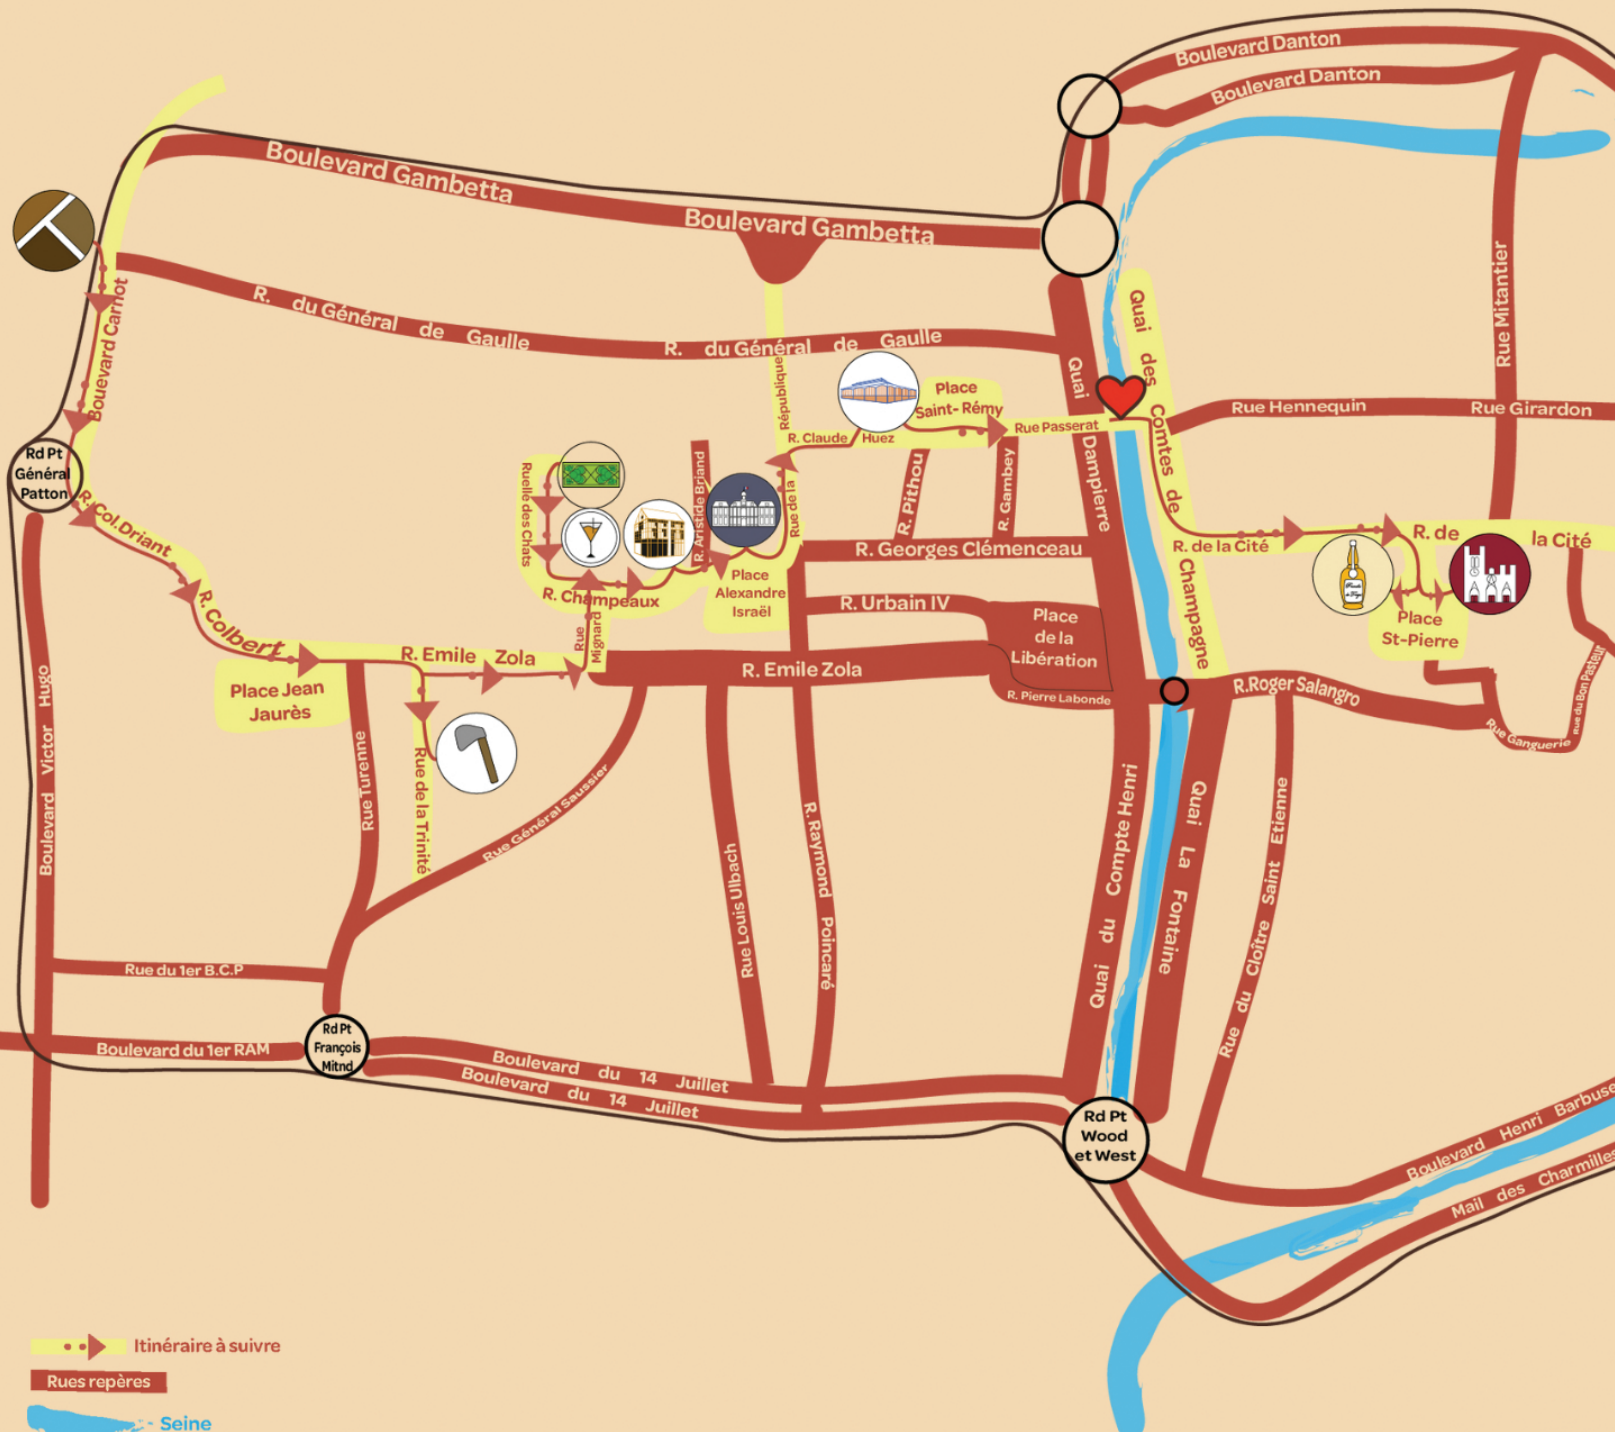 Boulevard Danton
Boulevard Danton
Boulevard Gambetta
Boulevard Gambetta
R. du Général de Gaulle
R. du Général de Gaulle
Bouevard Carnot
Quai des Comtes de Champagne
Rue Mitantier
Quai Dampierre
République
Rue de la
Place
Saint-Rémy
Rue Hennequin
Rue Girardon
Rue Passerat
R. Claude Huez
Rd Pt
Général
Patton
R. Col.Driant
Ruelle des Chats
R. Aristide Briand
R. Pithou
R. Gambey
R. Georges Clémenceau
R. de la Cité
R. de la Cité
Place
Alexandre
Israël
R. Champeaux
Rue
Mignard
R. Urbain IV
Place
de la
Libération
Place
St-Pierre
R. Colbert
R. Emile Zola
R. Emile Zola
R. Pierre Labonde
R.Roger Salangro
Rue Ganguerie
Rue du Bon Pasteur
Place Jean
Jaurès
Boulevard Victor Hugo
Rue Turenne
Rue de la Trinité
Rue Général Saussier
Rue Louis Ulbach
R. Raymond Poincaré
Quai du Compte Henri
Quai La Fontaine
Rue du Cloître Saint Etienne
Rue du 1er B.C.P
Boulevard du 1er RAM
Rd Pt
François
Mitnd
Boulevard du 14 Juillet
Boulevard du 14 Juillet
Rd Pt
Wood
et West
Boulevard Henri Barbuse
Mail des Charmilles
Itinéraire à suivre
Rues repères
Seine